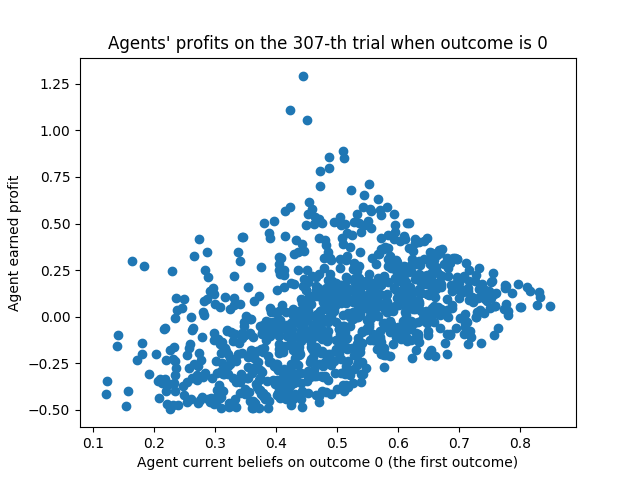 Agents' profits on the 307-th trial when outcome is 0
1.25
1.00
0.75
0.50
0.25
0.00
−0.25
−0.50
Agent earned profit
0.1 0.2 0.3 0.4 0.5 0.6 0.7 0.8
Agent current beliefs on outcome 0 (the first outcome)